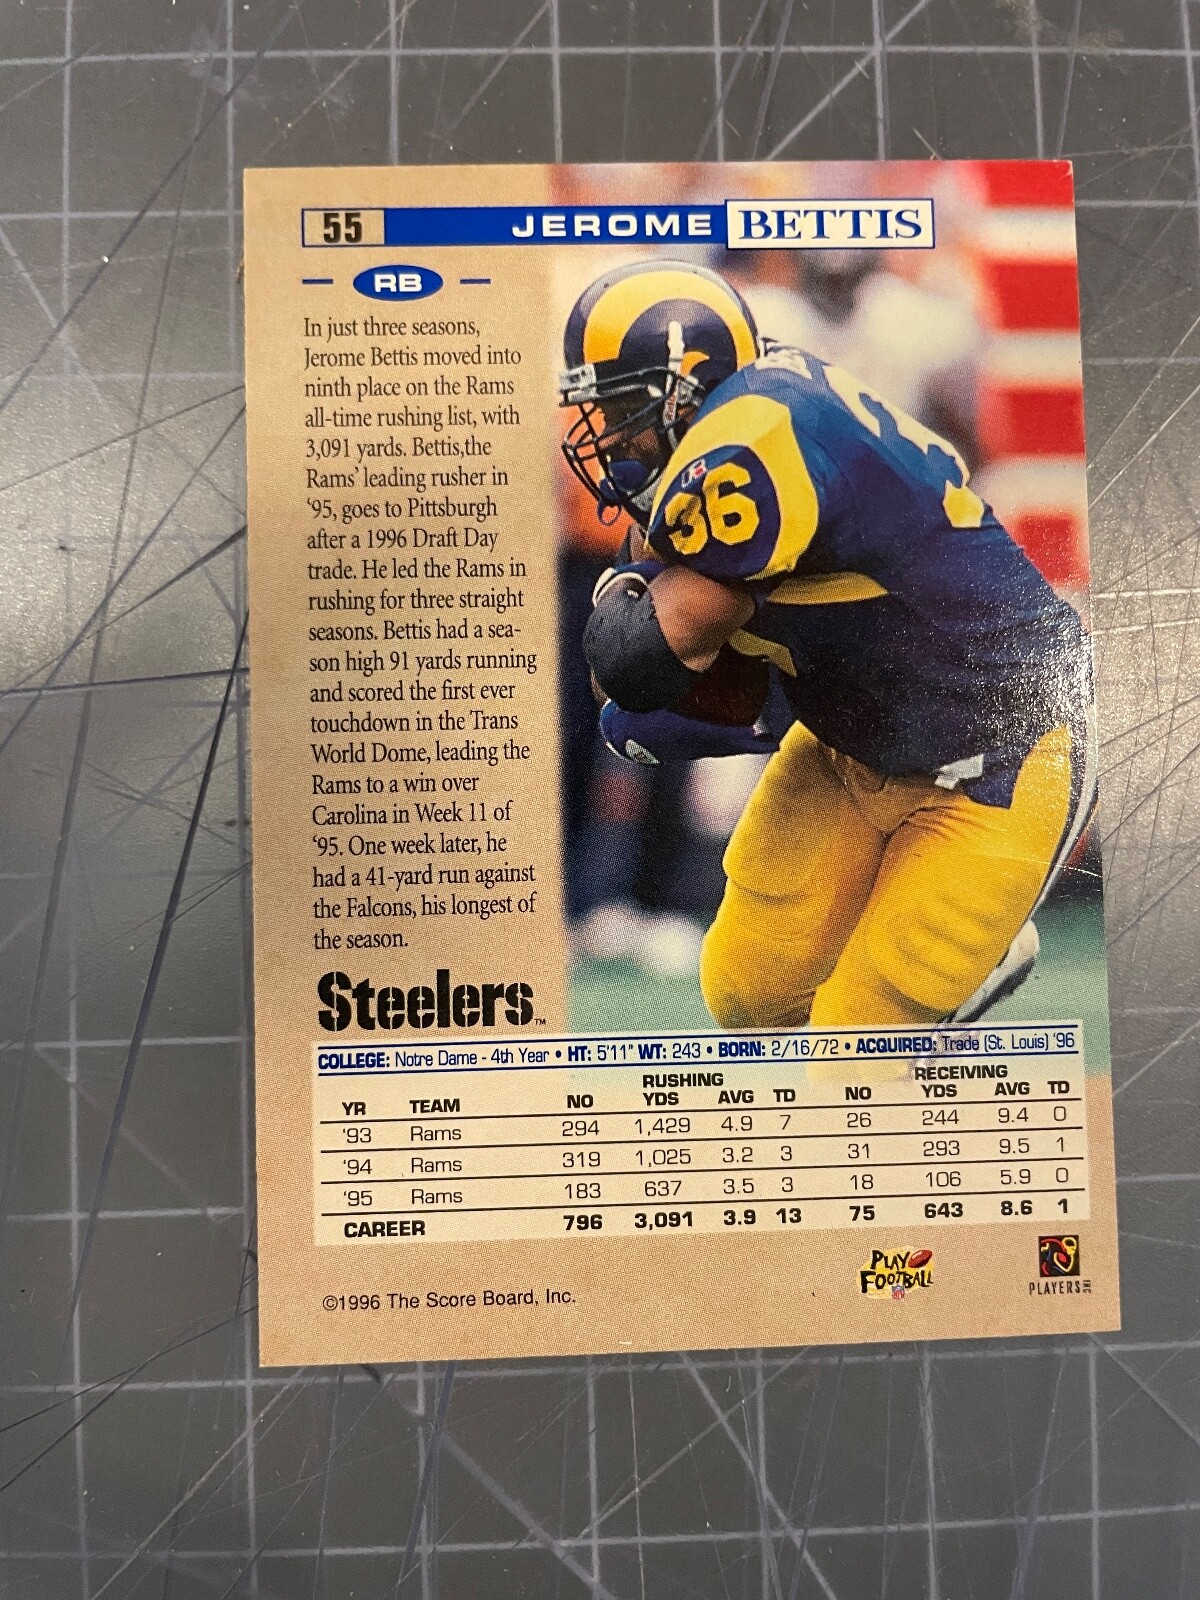 55 JEROME BETTIS
RB
In just three seasons,
Jerome Bettis moved into
ninth place on the Rams
all-time rushing list, with
3,091 yards. Bettis,the
Rams' leading rusher in
'95, goes to Pittsburgh
after a 1996 Draft Day
trade. He led the Rams in
rushing for three straight
seasons. Bettis had a sea-
son high 91 yards running
and scored the first ever
touchdown in the Trans
World Dome, leading the
Rams to a win over
Carolina in Week 11 of
'95. One week later, he
had a 41-yard run against
the Falcons, his longest of
the season.
36
Steelers™
COLLEGE: Notre Dame - 4th Year • HT: 5'11" WT: 243 • BORN: 2/16/72 • ACQUIRED: Trade (St. Louis) '96
RUSHING RECEIVING
YR TEAM NO YDS AVG TD NO YDS AVG TD
'93 Rams 294 1,429 4.9 7 26 244 9.4 0
'94 Rams 319 1,025 3.2 3 31 293 9.5 1
'95 Rams 183 637 3.5 3 18 106 5.9 0
CAREER 796 3,091 3.9 13 75 643 8.6 1
PLAY
FOOTBALL
NFL
PLAYERS INC
©1996 The Score Board, Inc.